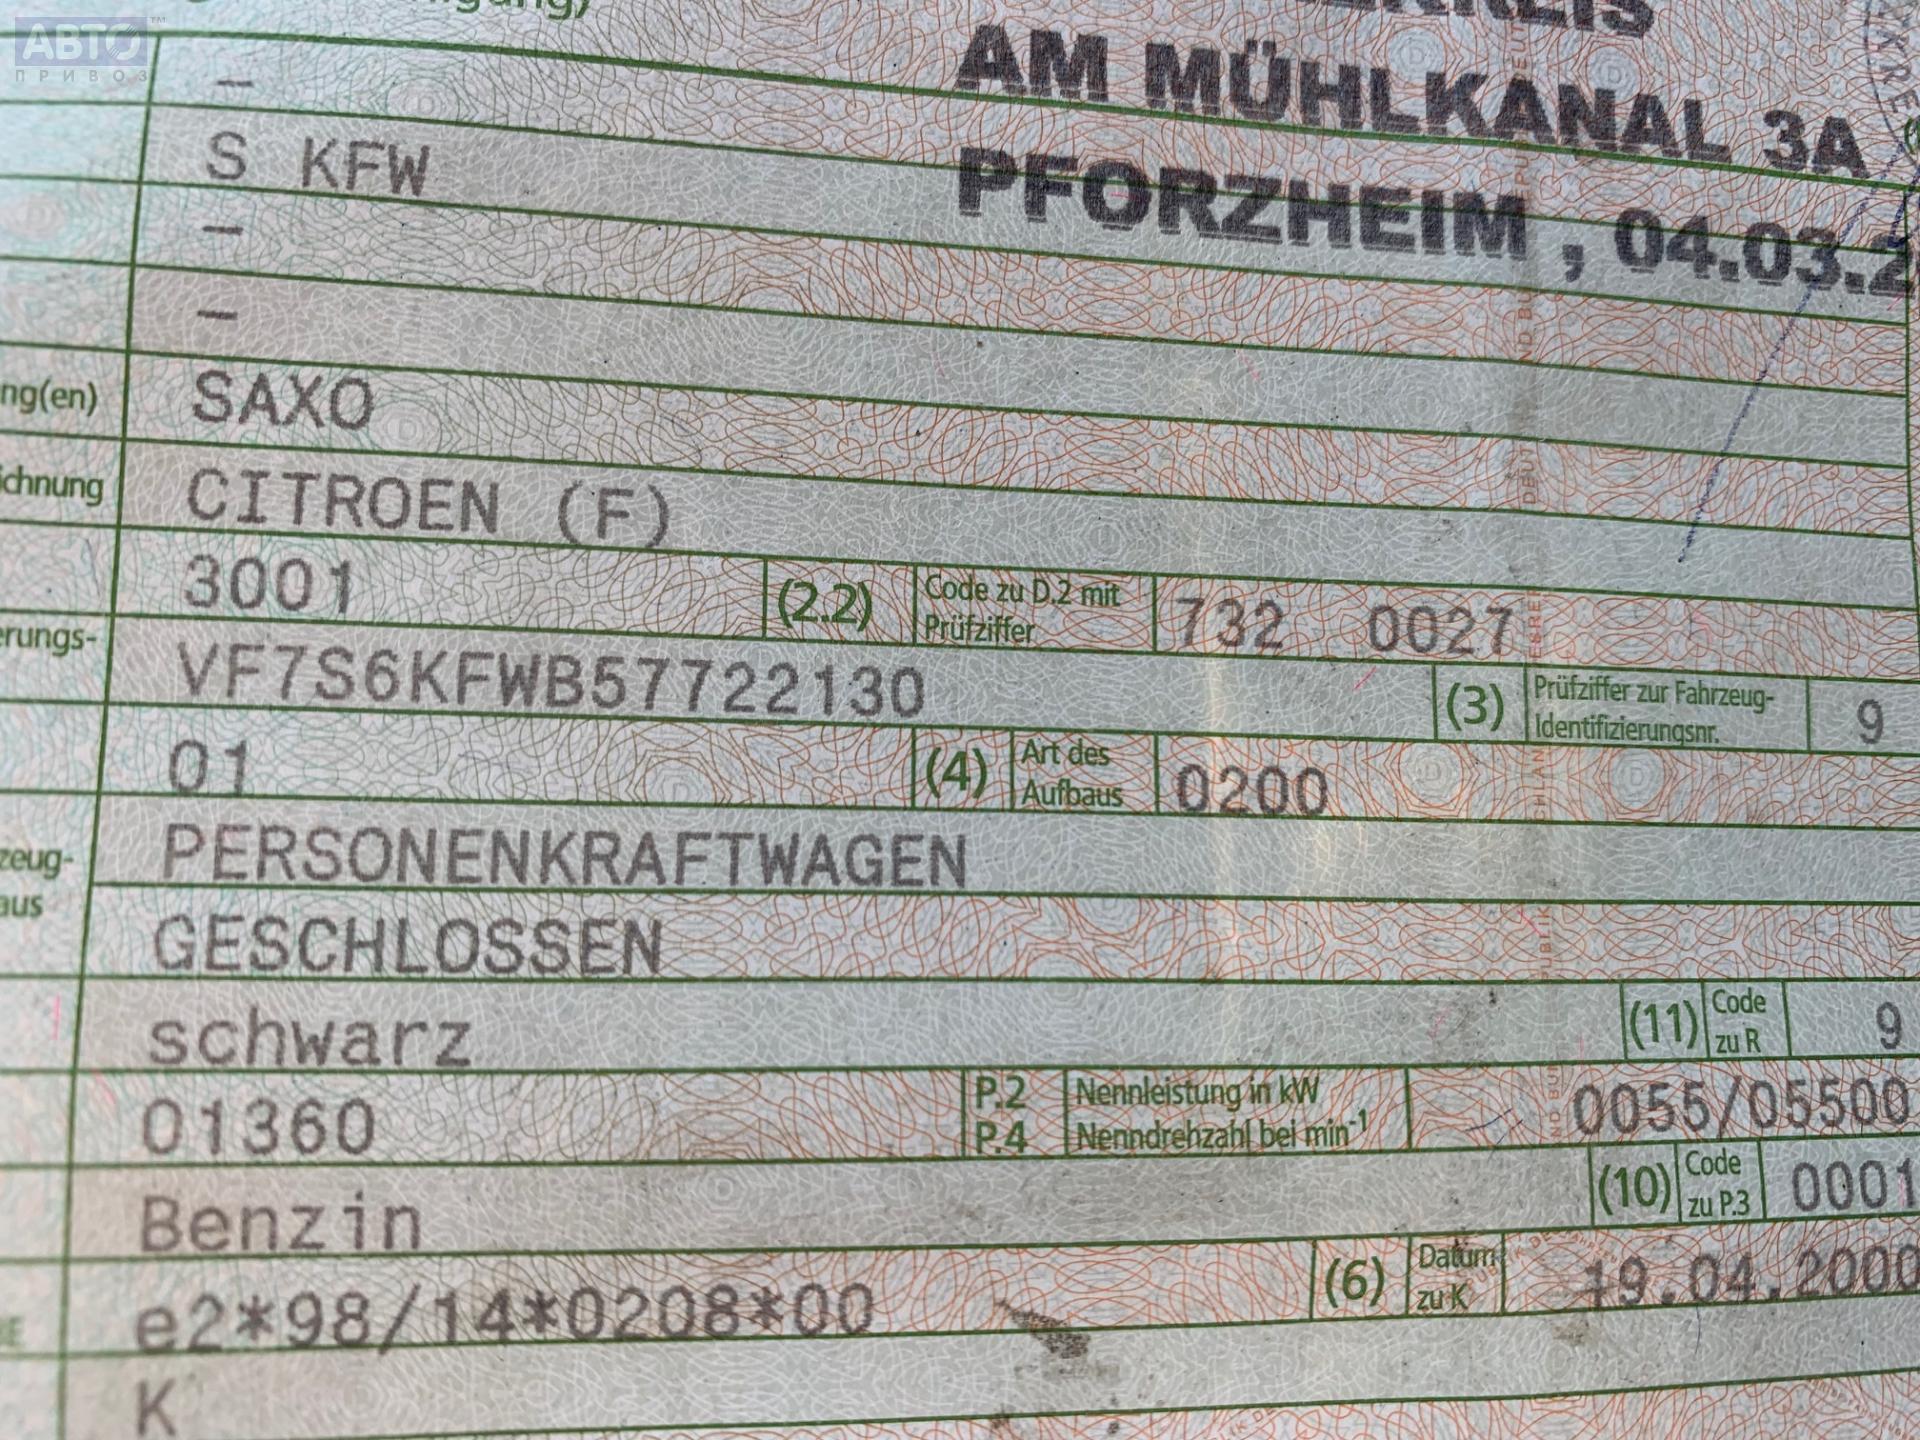 АВТО™
ПРИВОЗ
AM MÜHLKANAL 3A
–
S KFW
PFORZHEIM , 04.03.2
–
–
ng(en) SAXO
ichnung CITROEN (F)
3001 (2.2) Code zu D.2 mit Prüfziffer 732 0027
erungs- VF7S6KFWB57722130 (3) Prüfziffer zur Fahrzeug-Identifizierungsnr. 9
01 (4) Art des Aufbaus 0200
zeug- PERSONENKRAFTWAGEN
aus GESCHLOSSEN
schwarz (11) Code zu R 9
01360 P.2 Nennleistung in kW 0055/05500
P.4 Nenndrehzahl bei min-1
Benzin (10) Code zu P.3 0001
e2*98/14*0208*00 (6) Datum zu K 19.04.2000
K